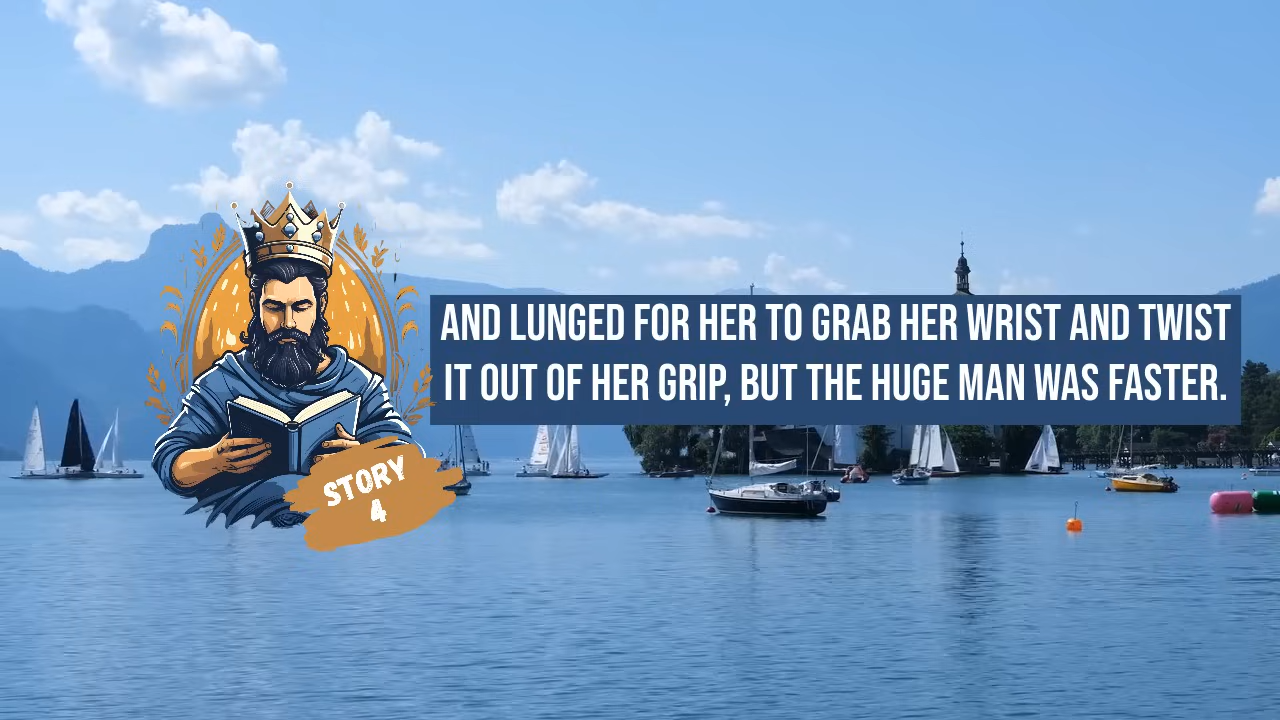 AND LUNGED FOR HER TO GRAB HER WRIST AND TWIST
IT OUT OF HER GRIP, BUT THE HUGE MAN WAS FASTER.
STORY
4